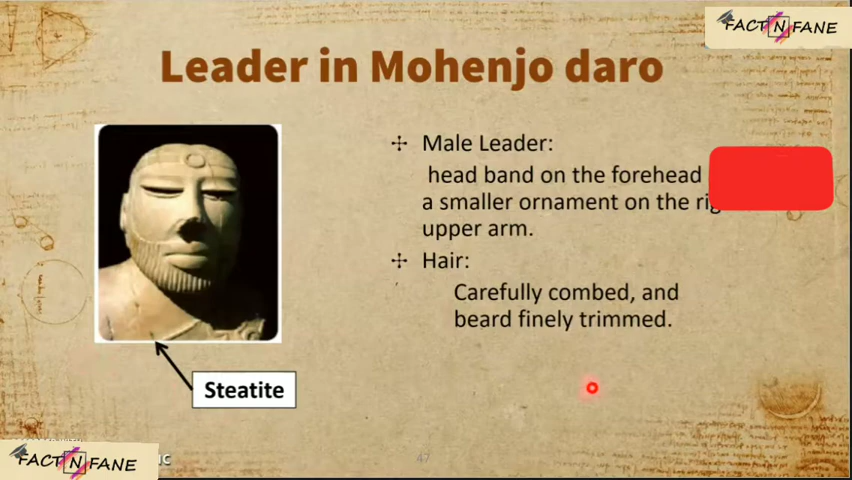 FACT N FANE
Leader in Mohenjo daro
Male Leader:
head band on the forehead
a smaller ornament on the
upper arm.
Hair:
Carefully combed, and
beard finely trimmed.
Steatite
FACT N FANE
47